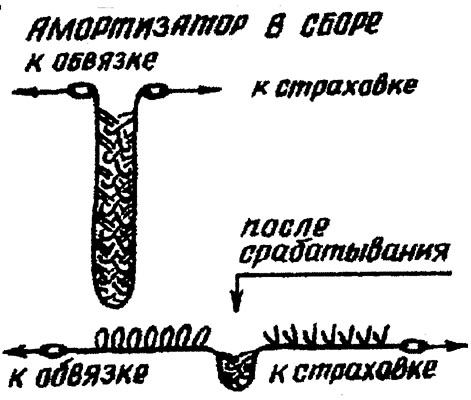 АМОРТИЗАТОР В СБОРЕ
К ОБВЯЗКЕ
К СТРАХОВКЕ
ПОСЛЕ
СРАБАТЫВАНИЯ
К ОБВЯЗКЕ
К СТРАХОВКЕ